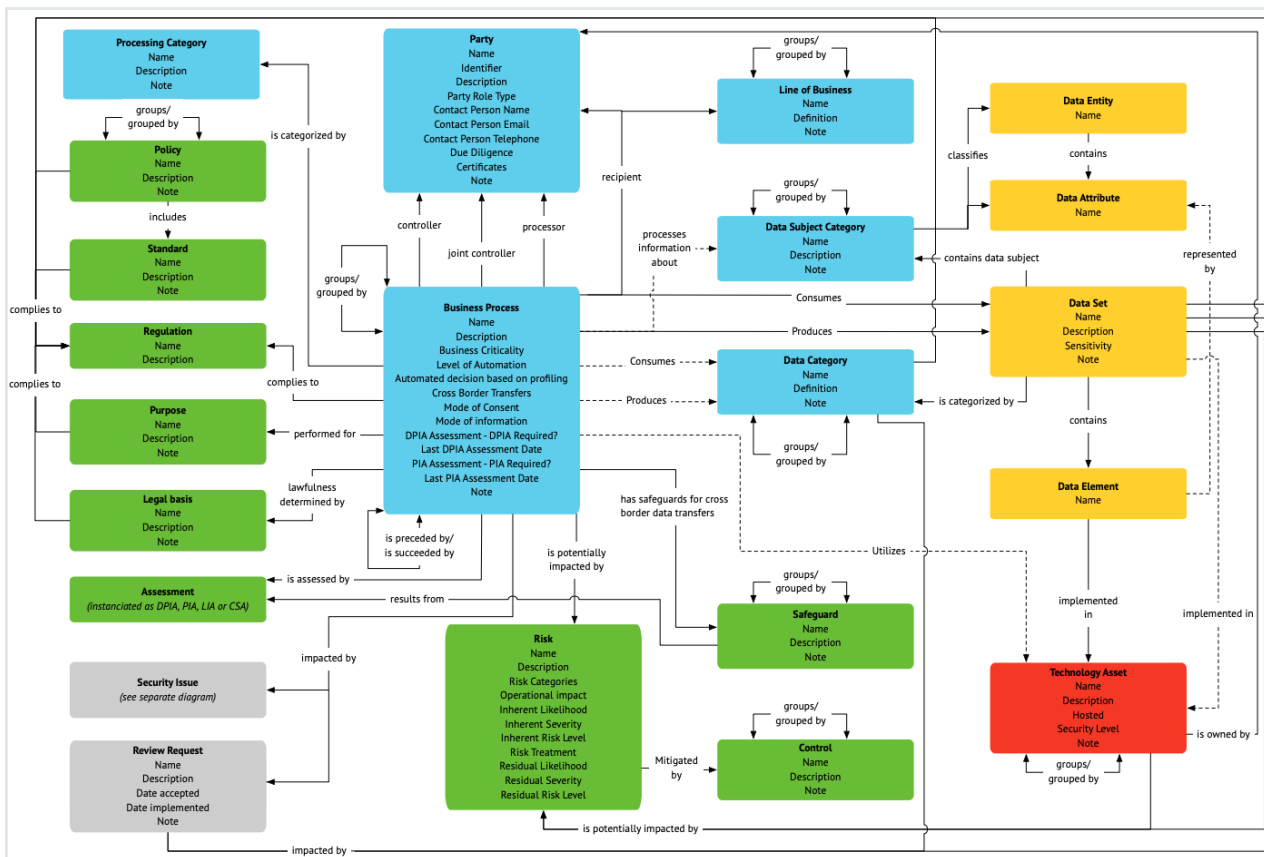 Processing Category
Name
Description
Note
groups/
grouped by
Policy
Name
Description
Note
includes
Standard
Name
Description
Note
complies to
Regulation
Name
Description
complies to
Purpose
Name
Description
Note
Legal basis
Name
Description
Note
Assessment
(instanciated as DPIA, PIA, LIA or CSA)
Security Issue
(see separate diagram)
Review Request
Name
Description
Date accepted
Date implemented
Note
is categorized by
complies to
performed for
lawfulness
determined by
is assessed by
results from
impacted by
impacted by
Party
Name
Identifier
Description
Party Role Type
Contact Person Name
Contact Person Email
Contact Person Telephone
Due Diligence
Certificates
Note
controller
joint controller
processor
recipient
groups/
grouped by
Business Process
Name
Description
Business Criticality
Level of Automation
Automated decision based on profiling
Cross Border Transfers
Mode of Consent
Mode of information
DPIA Assessment - DPIA Required?
Last DPIA Assessment Date
PIA Assessment - PIA Required?
Last PIA Assessment Date
Note
is preceded by/
is succeeded by
is potentially
impacted by
Risk
Name
Description
Risk Categories
Operational impact
Inherent Likelihood
Inherent Severity
Inherent Risk Level
Risk Treatment
Residual Likelihood
Residual Severity
Residual Risk Level
Mitigated
by
is potentially impacted by
processes
information
about
Consumes
Produces
Consumes
Produces
has safeguards for cross
border data transfers
Utilizes
groups/
grouped by
Line of Business
Name
Definition
Note
groups/
grouped by
Data Subject Category
Name
Description
Note
Data Category
Name
Definition
Note
groups/
grouped by
groups/
grouped by
Safeguard
Name
Description
Note
groups/
grouped by
Control
Name
Description
Note
classifies
contains data subject
is categorized by
Data Entity
Name
contains
Data Attribute
Name
represented
by
Data Set
Name
Description
Sensitivity
Note
contains
Data Element
Name
implemented
in
implemented in
Technology Asset
Name
Description
Hosted
Security Level
Note
is owned by
groups/
grouped by